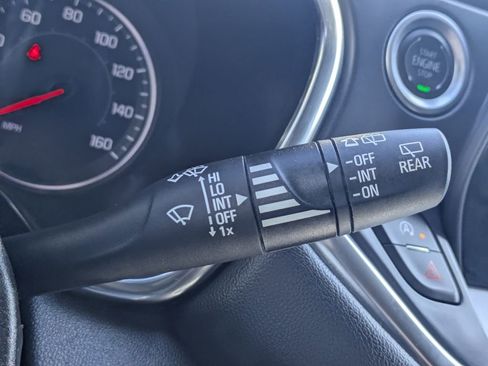 60
80
100
120
140
160
MPH
START
ENGINE
STOP
HI
LO
INT
OFF
1x
-OFF
-INT
-ON
REAR
A